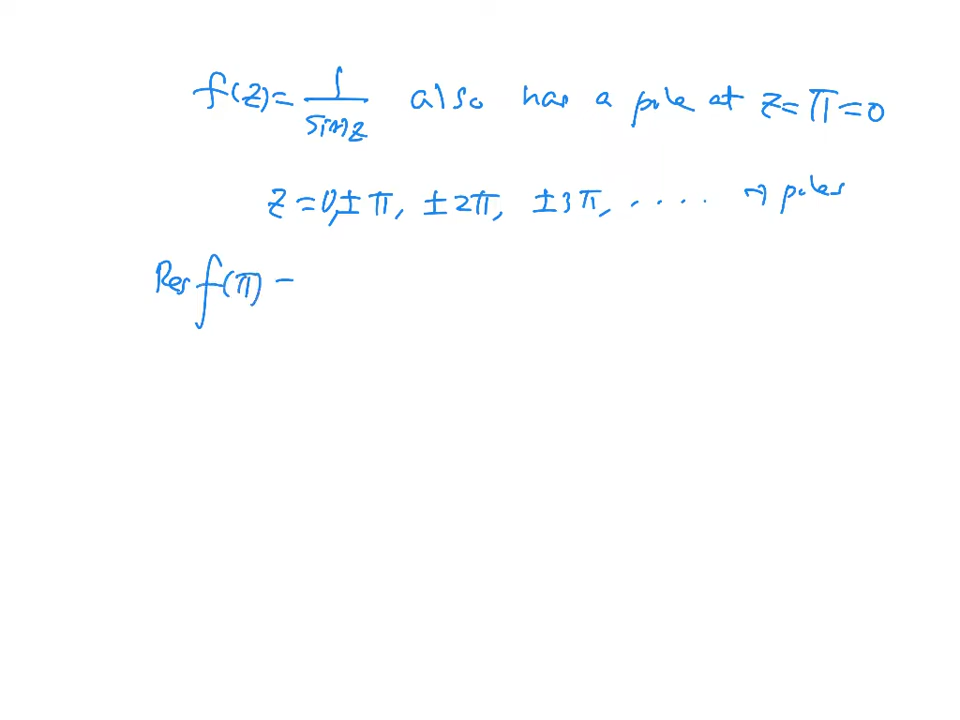 f(z) = 1/sin z also has a pole at z = π = 0
z = 0, ± π, ± 2π, ± 3π, . . . . → poles
Res f(π) =